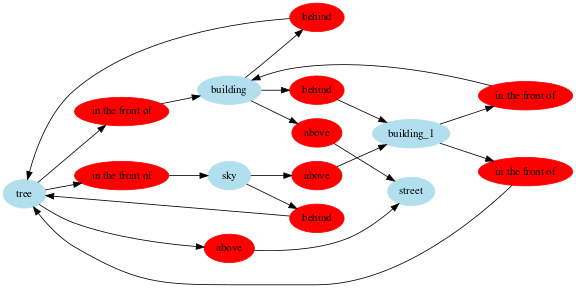 behind
building
behind
in the front of
in the front of
above
building_1
in the front of
sky
above
in the front of
tree
street
behind
above